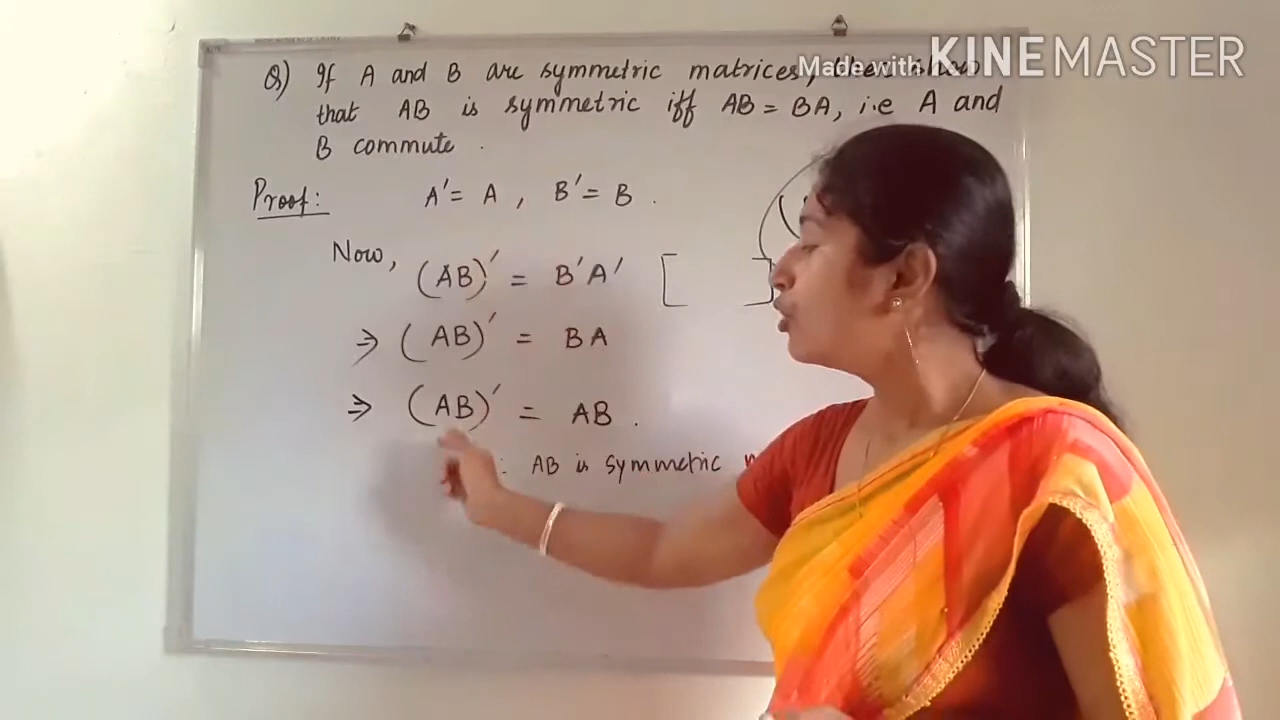 Made with KINEMASTER
Q) If A and B are symmetric matrices,
that AB is symmetric iff AB = BA, i.e A and
B commute.
Proof: A' = A , B' = B .
Now, (AB)' = B'A' [ ]
⇒ (AB)' = BA
⇒ (AB)' = AB .
AB is symmetric